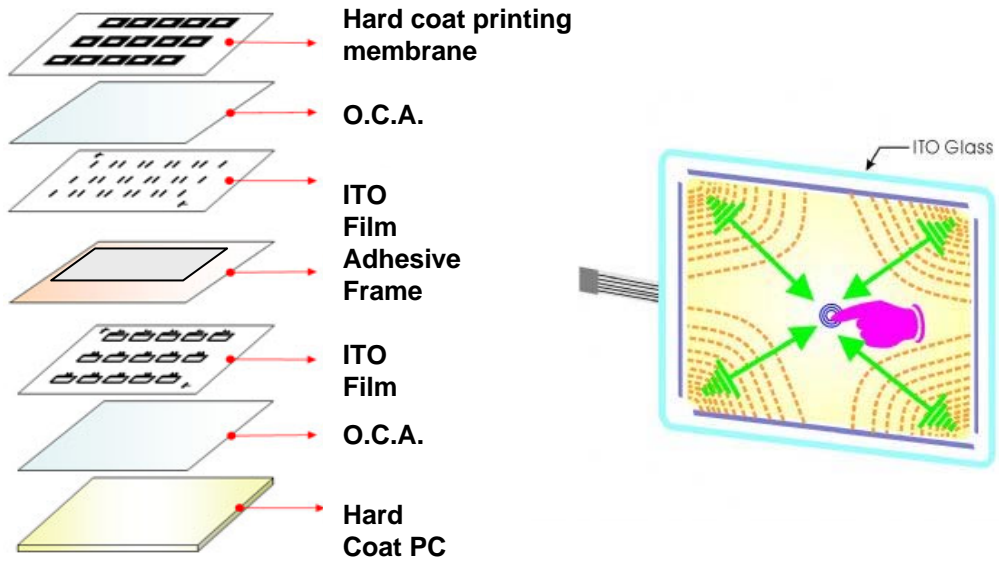 Hard coat printing
membrane
O.C.A.
ITO
Film
Adhesive
Frame
ITO
Film
O.C.A.
Hard
Coat PC
ITO Glass